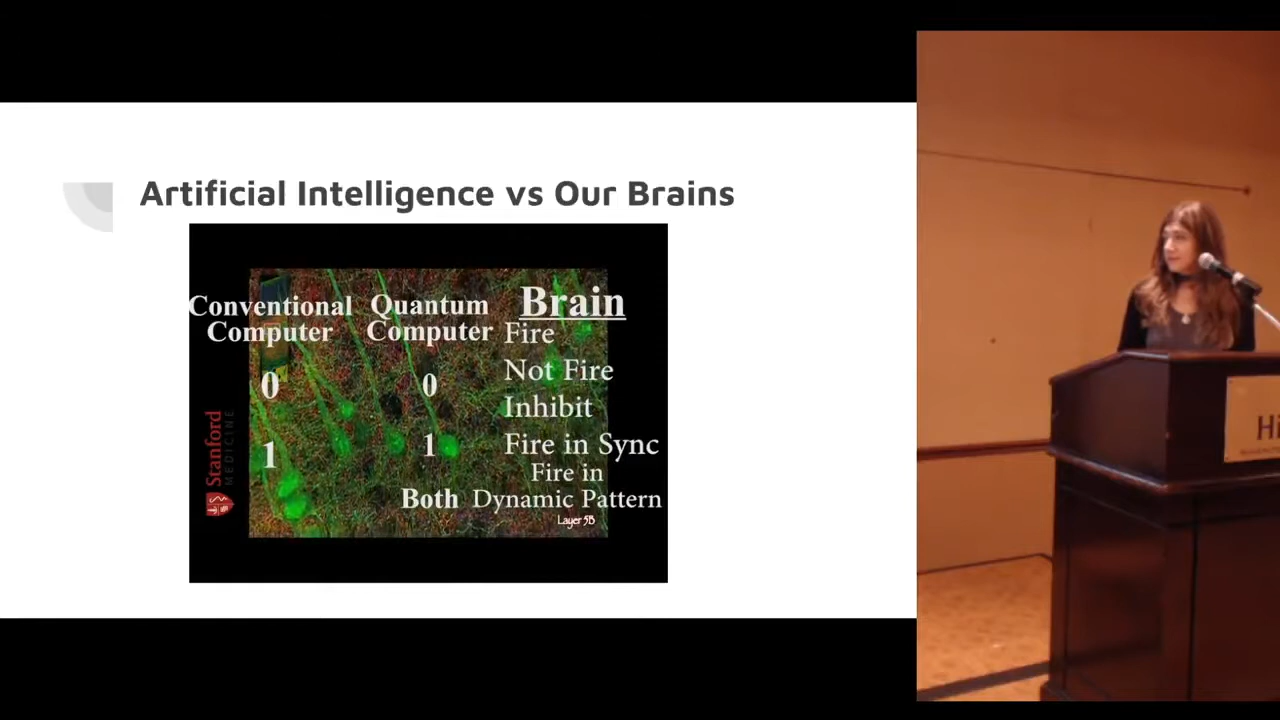 Artificial Intelligence vs Our Brains
Conventional
Computer
0
1
Quantum
Computer
0
1
Both
Brain
Fire
Not Fire
Inhibit
Fire in Sync
Fire in
Dynamic Pattern
Layer 5B
Stanford
MEDICINE
Hi